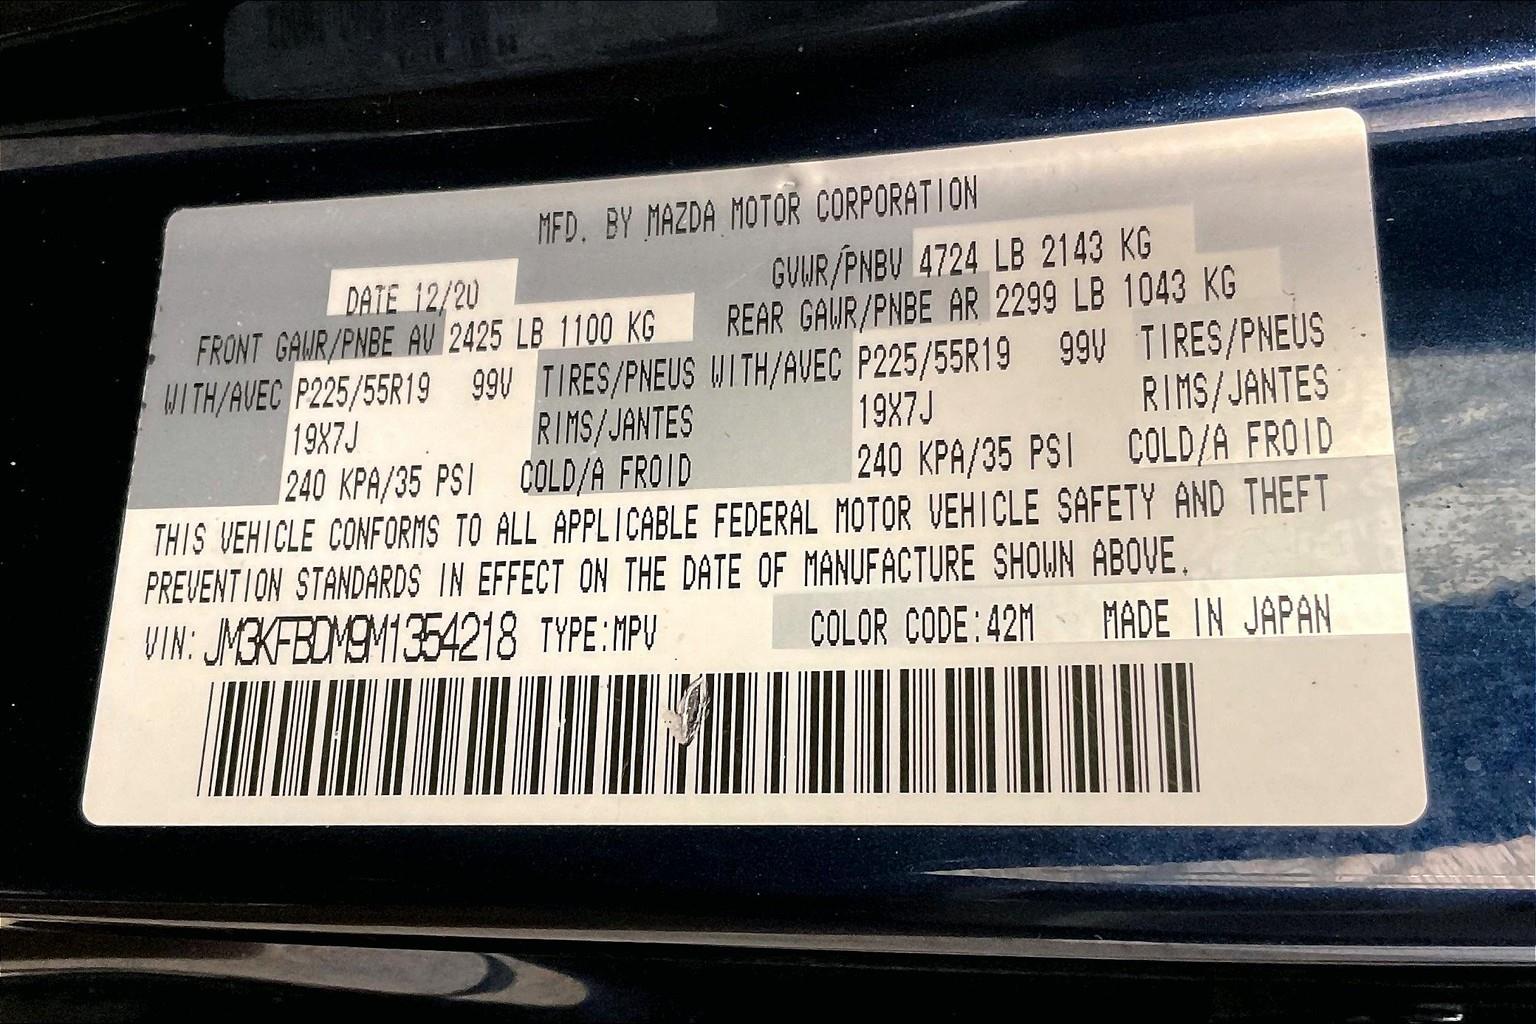 MFD. BY MAZDA MOTOR CORPORATION
DATE 12/20 GVWR/PNBV 4724 LB 2143 KG
FRONT GAWR/PNBE AV 2425 LB 1100 KG REAR GAWR/PNBE AR 2299 LB 1043 KG
WITH/AVEC P225/55R19 99V TIRES/PNEUS WITH/AVEC P225/55R19 99V TIRES/PNEUS
19X7J RIMS/JANTES 19X7J RIMS/JANTES
240 KPA/35 PSI COLD/A FROID 240 KPA/35 PSI COLD/A FROID
THIS VEHICLE CONFORMS TO ALL APPLICABLE FEDERAL MOTOR VEHICLE SAFETY AND THEFT
PREVENTION STANDARDS IN EFFECT ON THE DATE OF MANUFACTURE SHOWN ABOVE.
VIN: JM3KFBDM9M1354218 TYPE:MPV COLOR CODE:42M MADE IN JAPAN